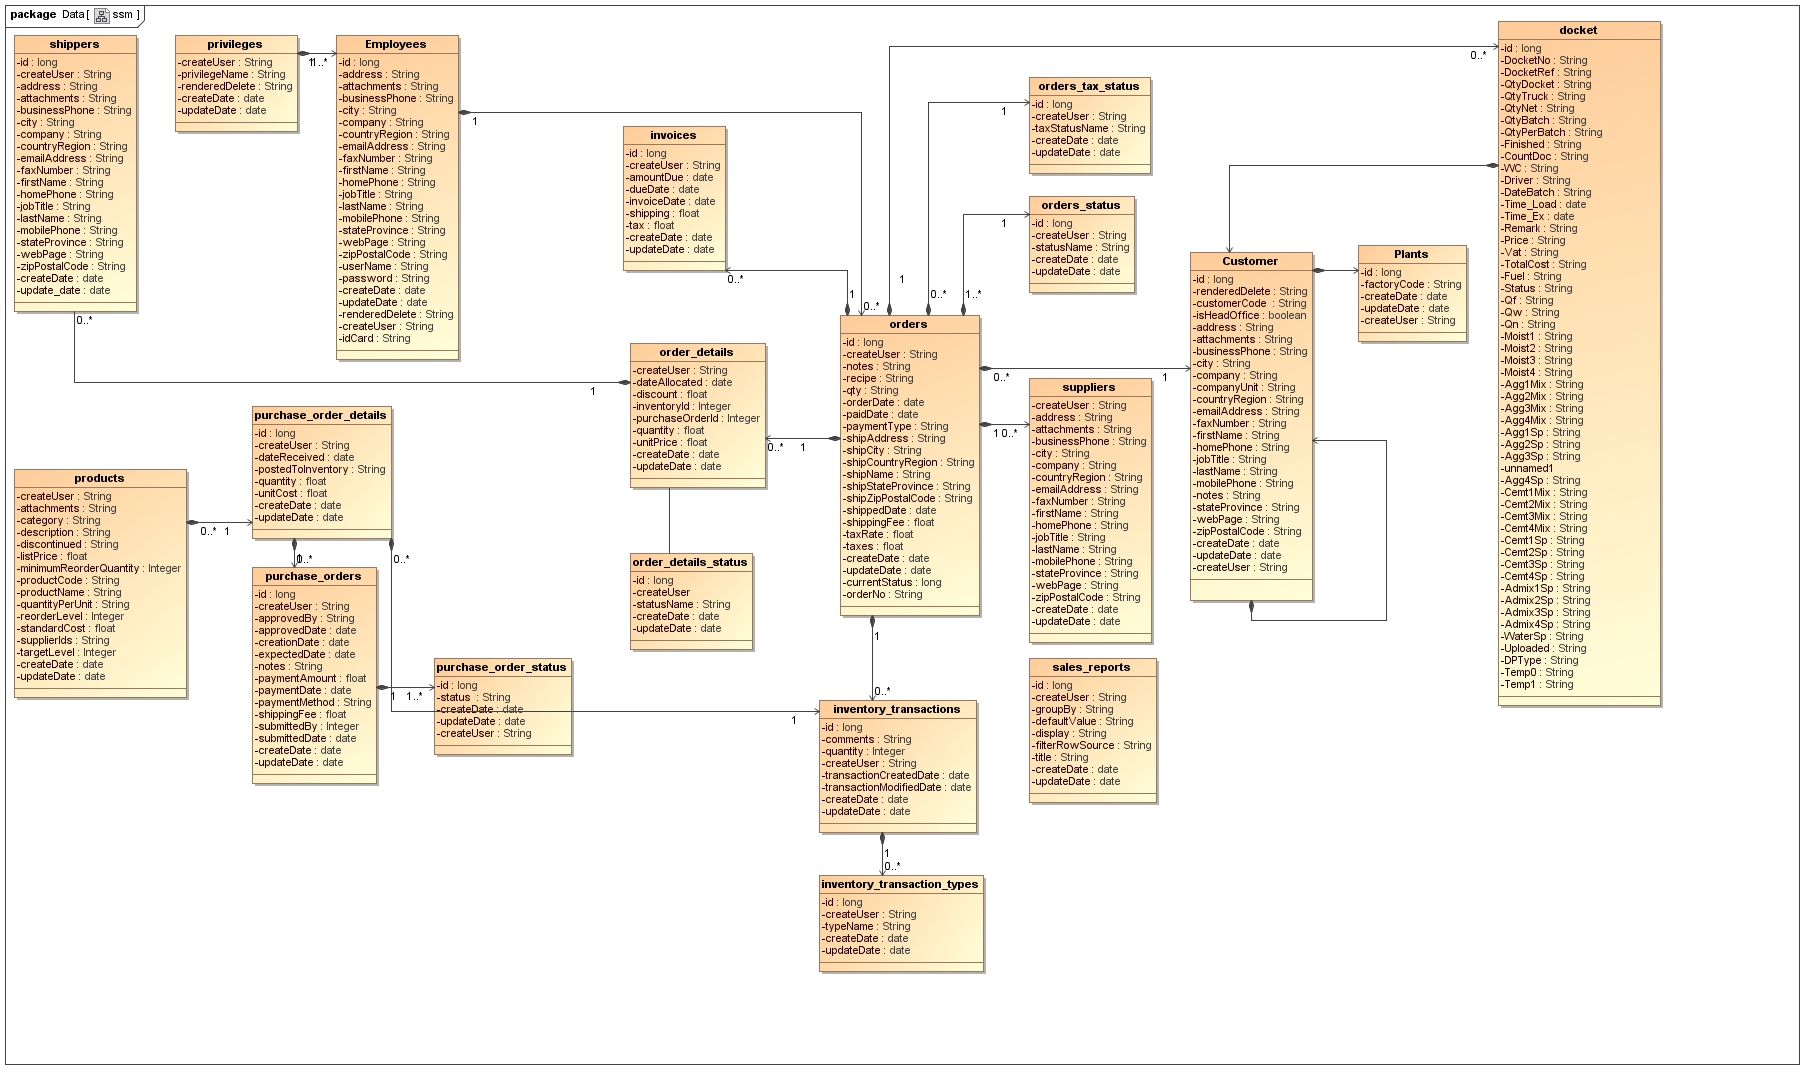 package Data [ ssm ]
shippers
-id : long
-createUser : String
-address : String
-attachments : String
-businessPhone : String
-city : String
-company : String
-countryRegion : String
-emailAddress : String
-faxNumber : String
-firstName : String
-homePhone : String
-jobTitle : String
-lastName : String
-mobilePhone : String
-stateProvince : String
-webPage : String
-zipPostalCode : String
-createDate : date
-update_date : date
0..*
privileges
-createUser : String
-privilegeName : String
-renderedDelete : String
-createDate : date
-updateDate : date
1
1..*
Employees
-id : long
-address : String
-attachments : String
-businessPhone : String
-city : String
-company : String
-countryRegion : String
-emailAddress : String
-faxNumber : String
-firstName : String
-homePhone : String
-jobTitle : String
-lastName : String
-mobilePhone : String
-stateProvince : String
-webPage : String
-zipPostalCode : String
-userName : String
-password : String
-createDate : date
-updateDate : date
-renderedDelete : String
-createUser : String
-idCard : String
1
invoices
-id : long
-createUser : String
-amountDue : date
-dueDate : date
-invoiceDate : date
-shipping : float
-tax : float
-createDate : date
-updateDate : date
0..*
1
0..*
1
0..*
1..*
orders_tax_status
-id : long
-createUser : String
-taxStatusName : String
-createDate : date
-updateDate : date
1
orders_status
-id : long
-createUser : String
-statusName : String
-createDate : date
-updateDate : date
1
docket
-id : long
-DocketNo : String
-DocketRef : String
-QtyDocket : String
-QtyTruck : String
-QtyNet : String
-QtyBatch : String
-QtyPerBatch : String
-Finished : String
-CountDoc : String
-WC : String
-Driver : String
-DateBatch : String
-Time_Load : date
-Time_Ex : date
-Remark : String
-Price : String
-Vat : String
-TotalCost : String
-Fuel : String
-Status : String
-Qf : String
-Qw : String
-Qn : String
-Moist1 : String
-Moist2 : String
-Moist3 : String
-Moist4 : String
-Agg1Mix : String
-Agg2Mix : String
-Agg3Mix : String
-Agg4Mix : String
-Agg1Sp : String
-Agg2Sp : String
-Agg3Sp : String
-unnamed1
-Agg4Sp : String
-Cemt1Mix : String
-Cemt2Mix : String
-Cemt3Mix : String
-Cemt4Mix : String
-Cemt1Sp : String
-Cemt2Sp : String
-Cemt3Sp : String
-Cemt4Sp : String
-Admix1Sp : String
-Admix2Sp : String
-Admix3Sp : String
-Admix4Sp : String
-WaterSp : String
-Uploaded : String
-DPType : String
-Temp0 : String
-Temp1 : String
0..*
Customer
-id : long
-renderedDelete : String
-customerCode : String
-isHeadOffice : boolean
-address : String
-attachments : String
-businessPhone : String
-city : String
-company : String
-companyUnit : String
-countryRegion : String
-emailAddress : String
-faxNumber : String
-firstName : String
-homePhone : String
-jobTitle : String
-lastName : String
-mobilePhone : String
-notes : String
-stateProvince : String
-webPage : String
-zipPostalCode : String
-createDate : date
-updateDate : date
-createUser : String
Plants
-id : long
-factoryCode : String
-createDate : date
-updateDate : date
-createUser : String
orders
-id : long
-createUser : String
-notes : String
-recipe : String
-qty : String
-orderDate : date
-paidDate : date
-paymentType : String
-shipAddress : String
-shipCity : String
-shipCountryRegion : String
-shipName : String
-shipStateProvince : String
-shipZipPostalCode : String
-shippedDate : date
-shippingFee : float
-taxRate : float
-taxes : float
-createDate : date
-updateDate : date
-currentStatus : long
-orderNo : String
0..*
1
1 0..*
0..* 1
1
0..*
suppliers
-createUser : String
-address : String
-attachments : String
-businessPhone : String
-city : String
-company : String
-countryRegion : String
-emailAddress : String
-faxNumber : String
-firstName : String
-homePhone : String
-jobTitle : String
-lastName : String
-mobilePhone : String
-stateProvince : String
-webPage : String
-zipPostalCode : String
-createDate : date
-updateDate : date
order_details
-createUser : String
-dateAllocated : date
-discount : float
-inventoryId : Integer
-purchaseOrderId : Integer
-quantity : float
-unitPrice : float
-createDate : date
-updateDate : date
1
order_details_status
-id : long
-createUser
-statusName : String
-createDate : date
-updateDate : date
purchase_order_details
-id : long
-createUser : String
-dateReceived : date
-postedToInventory : String
-quantity : float
-unitCost : float
-createDate : date
-updateDate : date
0..*
0..*
products
-createUser : String
-attachments : String
-category : String
-description : String
-discontinued : String
-listPrice : float
-minimumReorderQuantity : Integer
-productCode : String
-productName : String
-quantityPerUnit : String
-reorderLevel : Integer
-standardCost : float
-supplierIds : String
-targetLevel : Integer
-createDate : date
-updateDate : date
0..* 1
purchase_orders
-id : long
-createUser : String
-approvedBy : String
-approvedDate : date
-creationDate : date
-expectedDate : date
-notes : String
-paymentAmount : float
-paymentDate : date
-paymentMethod : String
-shippingFee : float
-submittedBy : Integer
-submittedDate : date
-createDate : date
-updateDate : date
1 1..*
purchase_order_status
-id : long
-status : String
-createDate : date
-updateDate : date
-createUser : String
1
inventory_transactions
-id : long
-comments : String
-quantity : Integer
-createUser : String
-transactionCreatedDate : date
-transactionModifiedDate : date
-createDate : date
-updateDate : date
1
0..*
sales_reports
-id : long
-createUser : String
-groupBy : String
-defaultValue : String
-display : String
-filterRowSource : String
-title : String
-createDate : date
-updateDate : date
inventory_transaction_types
-id : long
-createUser : String
-typeName : String
-createDate : date
-updateDate : date